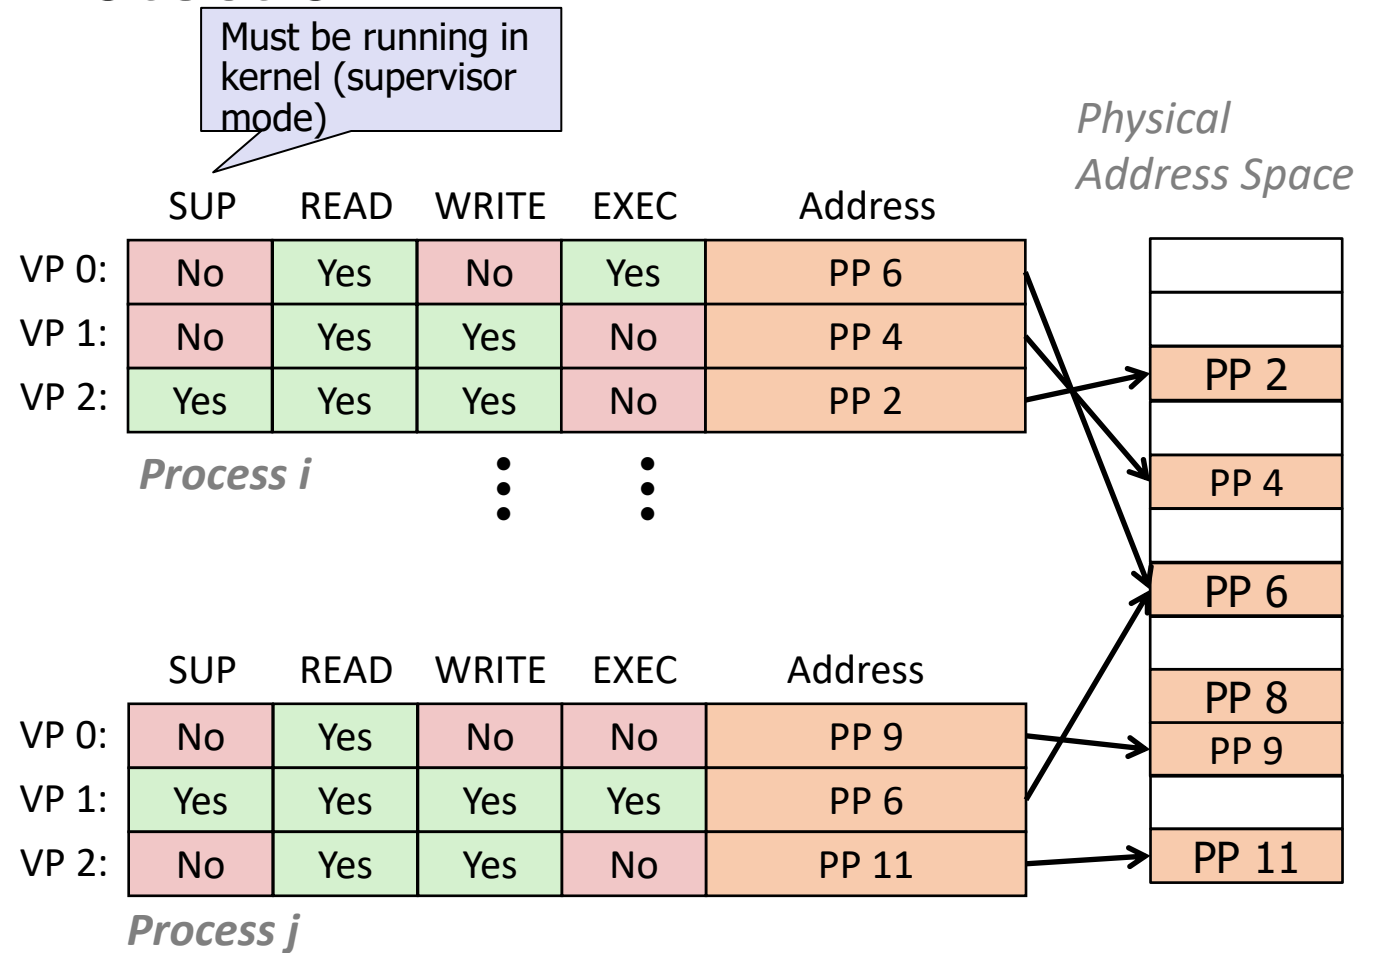 Must be running in
kernel (supervisor
mode)
Physical
Address Space
SUP READ WRITE EXEC Address
VP 0: No Yes No Yes PP 6
VP 1: No Yes Yes No PP 4
VP 2: Yes Yes Yes No PP 2
Process i
PP 2
PP 4
PP 6
PP 8
PP 9
PP 11
SUP READ WRITE EXEC Address
VP 0: No Yes No No PP 9
VP 1: Yes Yes Yes Yes PP 6
VP 2: No Yes Yes No PP 11
Process j